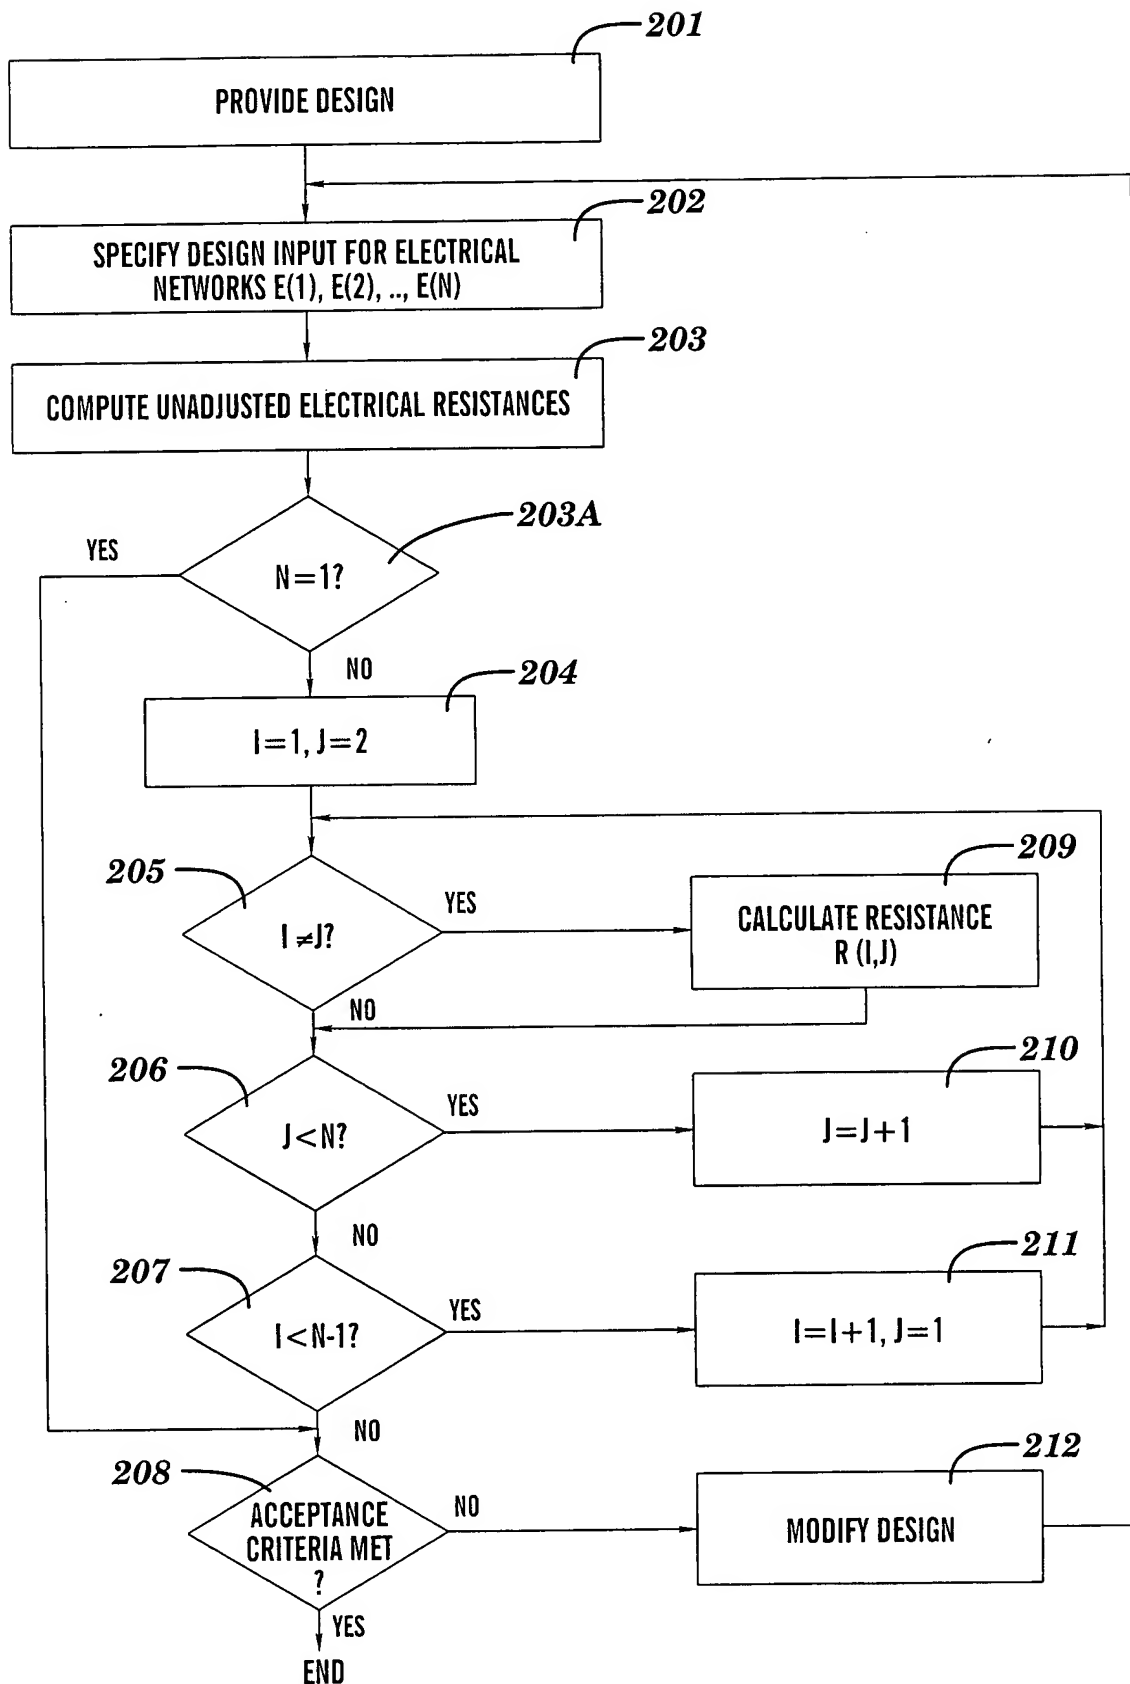 201
PROVIDE DESIGN
202
SPECIFY DESIGN INPUT FOR ELECTRICAL
NETWORKS E(1), E(2), .., E(N)
203
COMPUTE UNADJUSTED ELECTRICAL RESISTANCES
203A
YES
N=1?
NO
204
I=1, J=2
205
I≠J?
YES
209
CALCULATE RESISTANCE
R (I,J)
NO
206
J<N?
YES
210
J=J+1
NO
207
I<N-1?
YES
211
I=I+1, J=1
NO
208
ACCEPTANCE
CRITERIA MET
?
NO
212
MODIFY DESIGN
YES
END